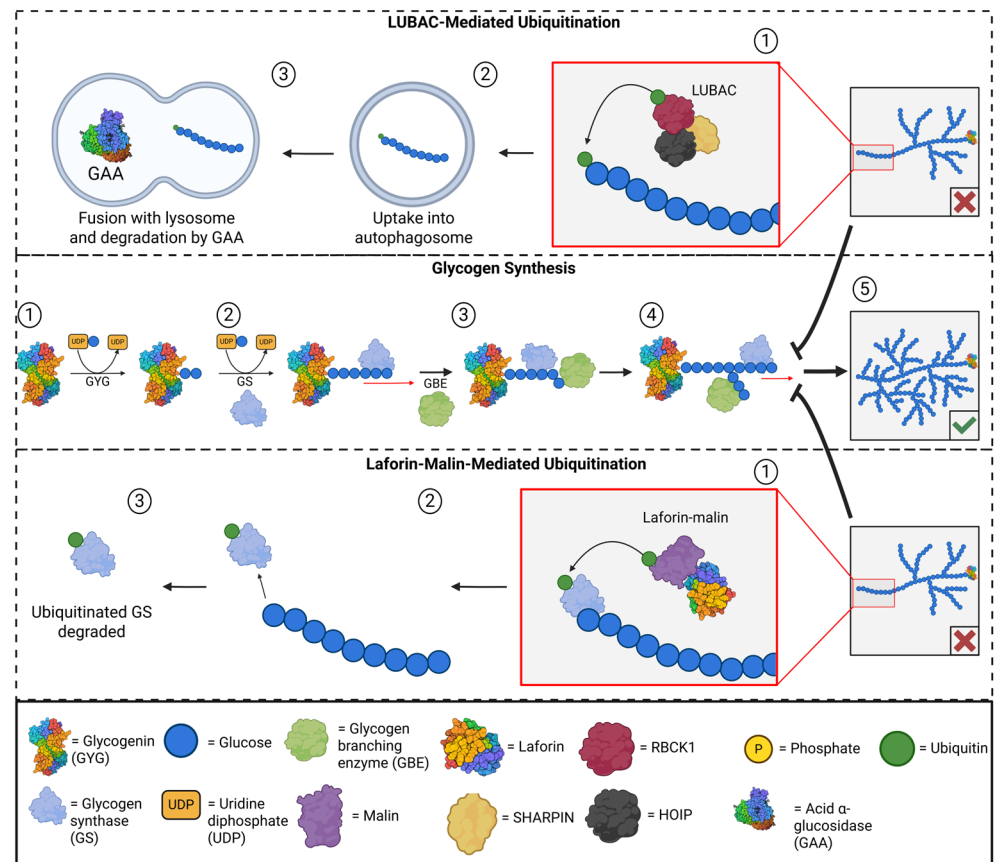 LUBAC-Mediated Ubiquitination
3
2
1
LUBAC
GAA
Fusion with lysosome
and degradation by GAA
Uptake into
autophagosome
Glycogen Synthesis
1
2
3
4
5
UDP
UDP
UDP
UDP
GYG
GS
GBE
Laforin-Malin-Mediated Ubiquitination
3
2
1
Laforin-malin
Ubiquitinated GS
degraded
= Glycogenin
(GYG)
= Glucose
= Glycogen
branching
enzyme (GBE)
= Laforin
= RBCK1
P
= Phosphate
= Ubiquitin
= Glycogen
synthase
(GS)
UDP
= Uridine
diphosphate
(UDP)
= Malin
= SHARPIN
= HOIP
= Acid α-
glucosidase
(GAA)